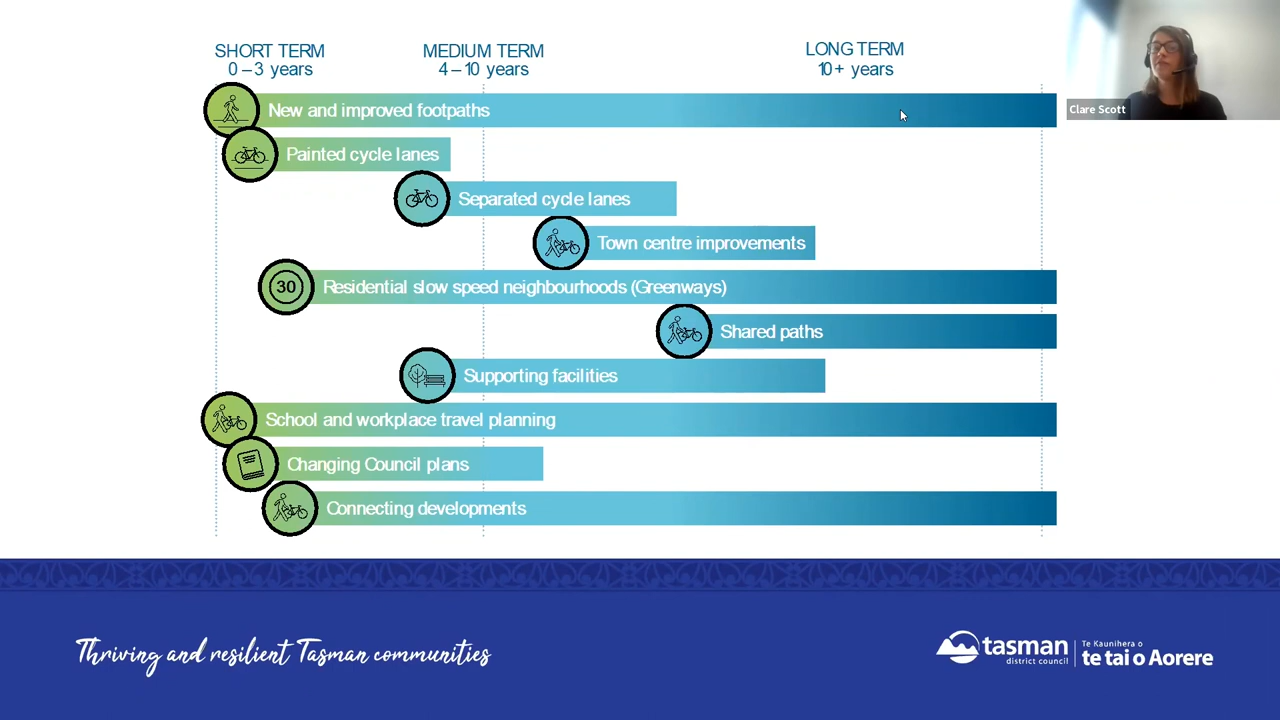 SHORT TERM
0 – 3 years
MEDIUM TERM
4 – 10 years
LONG TERM
10+ years
Clare Scott
New and improved footpaths
Painted cycle lanes
Separated cycle lanes
Town centre improvements
30
Residential slow speed neighbourhoods (Greenways)
Shared paths
Supporting facilities
School and workplace travel planning
Changing Council plans
Connecting developments
Thriving and resilient Tasman communities
tasman
district council
Te Kaunihera o
te tai o Aorere